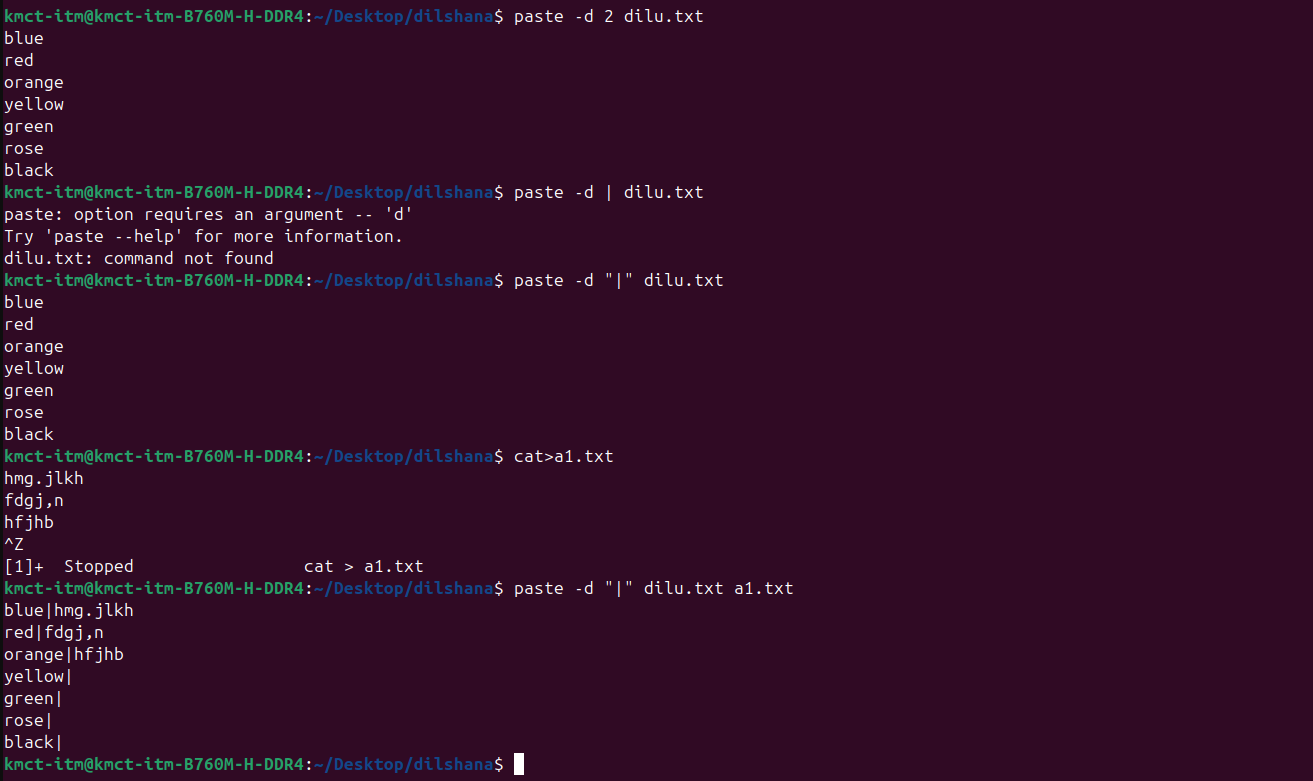 kmct-itm@kmct-itm-B760M-H-DDR4:~/Desktop/dilshana$ paste -d 2 dilu.txt
blue
red
orange
yellow
green
rose
black
kmct-itm@kmct-itm-B760M-H-DDR4:~/Desktop/dilshana$ paste -d | dilu.txt
paste: option requires an argument -- 'd'
Try 'paste --help' for more information.
dilu.txt: command not found
kmct-itm@kmct-itm-B760M-H-DDR4:~/Desktop/dilshana$ paste -d "|" dilu.txt
blue
red
orange
yellow
green
rose
black
kmct-itm@kmct-itm-B760M-H-DDR4:~/Desktop/dilshana$ cat>a1.txt
hmg.jlkh
fdgj,n
hfjhb
^Z
[1]+  Stopped                 cat > a1.txt
kmct-itm@kmct-itm-B760M-H-DDR4:~/Desktop/dilshana$ paste -d "|" dilu.txt a1.txt
blue|hmg.jlkh
red|fdgj,n
orange|hfjhb
yellow|
green|
rose|
black|
kmct-itm@kmct-itm-B760M-H-DDR4:~/Desktop/dilshana$